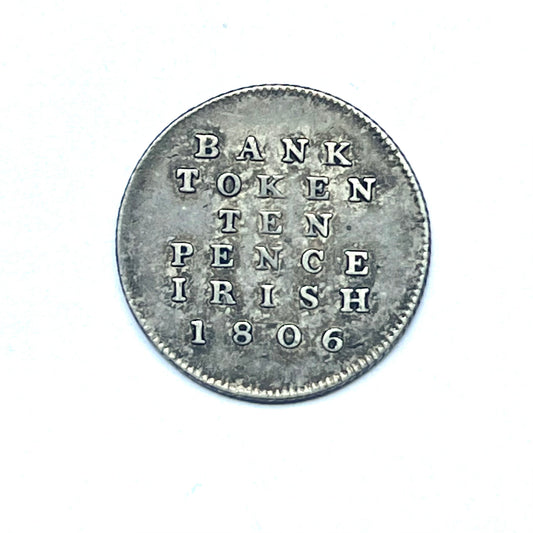 BANK
TOKEN
TEN
PENCE
IRISH
1806